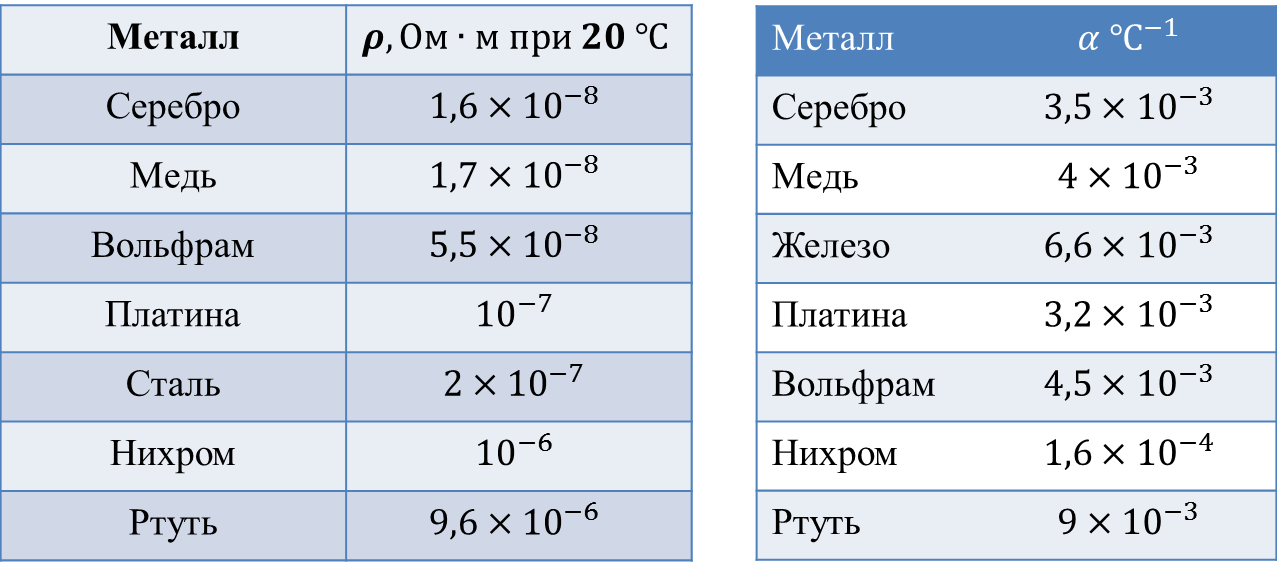 Металл ρ, Ом · м при 20 °C
Серебро 1,6 × 10⁻⁸
Медь 1,7 × 10⁻⁸
Вольфрам 5,5 × 10⁻⁸
Платина 10⁻⁷
Сталь 2 × 10⁻⁷
Нихром 10⁻⁶
Ртуть 9,6 × 10⁻⁶
Металл α °C⁻¹
Серебро 3,5 × 10⁻³
Медь 4 × 10⁻³
Железо 6,6 × 10⁻³
Платина 3,2 × 10⁻³
Вольфрам 4,5 × 10⁻³
Нихром 1,6 × 10⁻⁴
Ртуть 9 × 10⁻³